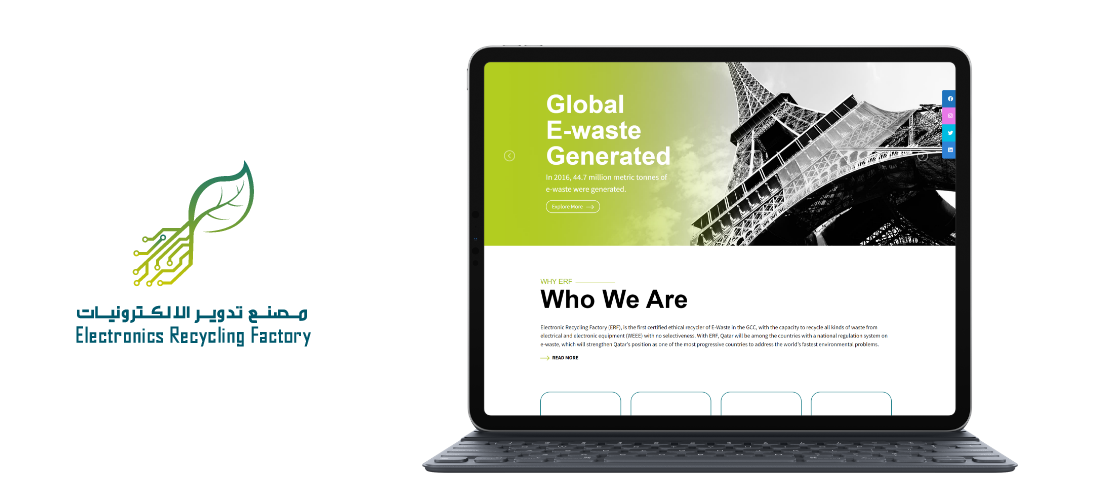 مصنع تدوير الالكترونيات
Electronics Recycling Factory
Global
E-waste
Generated
In 2016, 44.7 million metric tonnes of
e-waste were generated.
Explore More
WHY ERF
Who We Are
Electronic Recycling Factory (ERF), is the first certified ethical recycler of E-Waste in the GCC, with the capacity to recycle all kinds of waste from
electrical and electronic equipment (WEEE) with no selectiveness. With ERF, Qatar will be among the countries with a national regulation system on
e-waste, which will strengthen Qatar's position as one of the most progressive countries to address the world's fastest environmental problems.
READ MORE